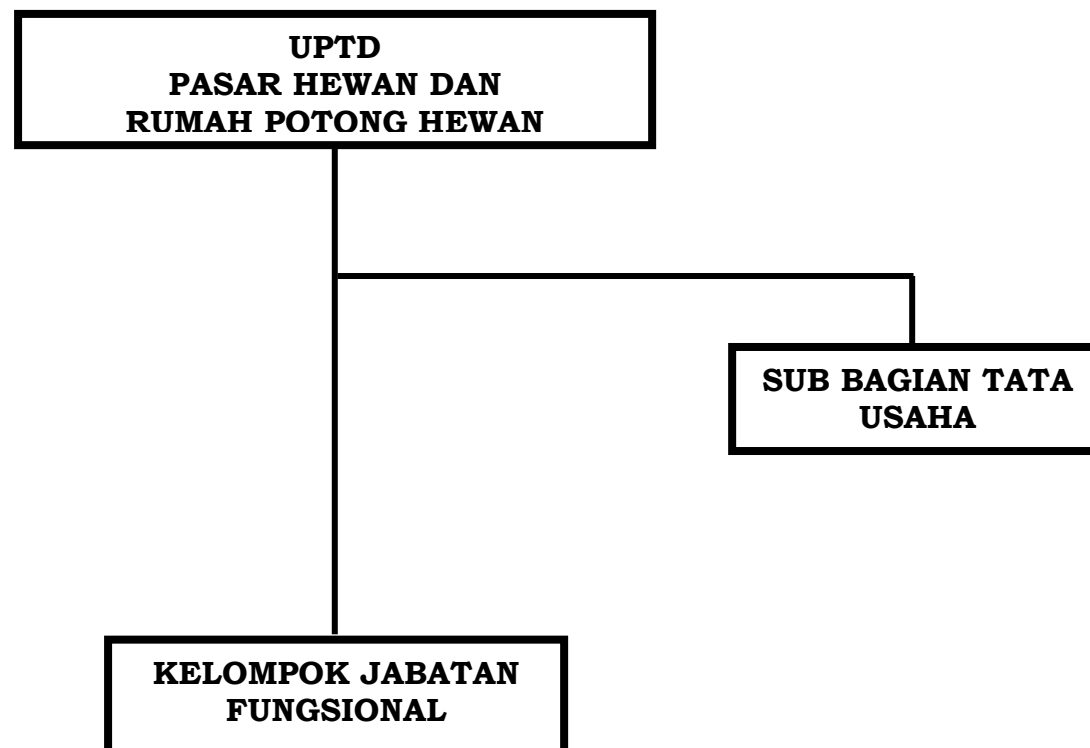 UPTD
PASAR HEWAN DAN
RUMAH POTONG HEWAN
SUB BAGIAN TATA
USAHA
KELOMPOK JABATAN
FUNGSIONAL